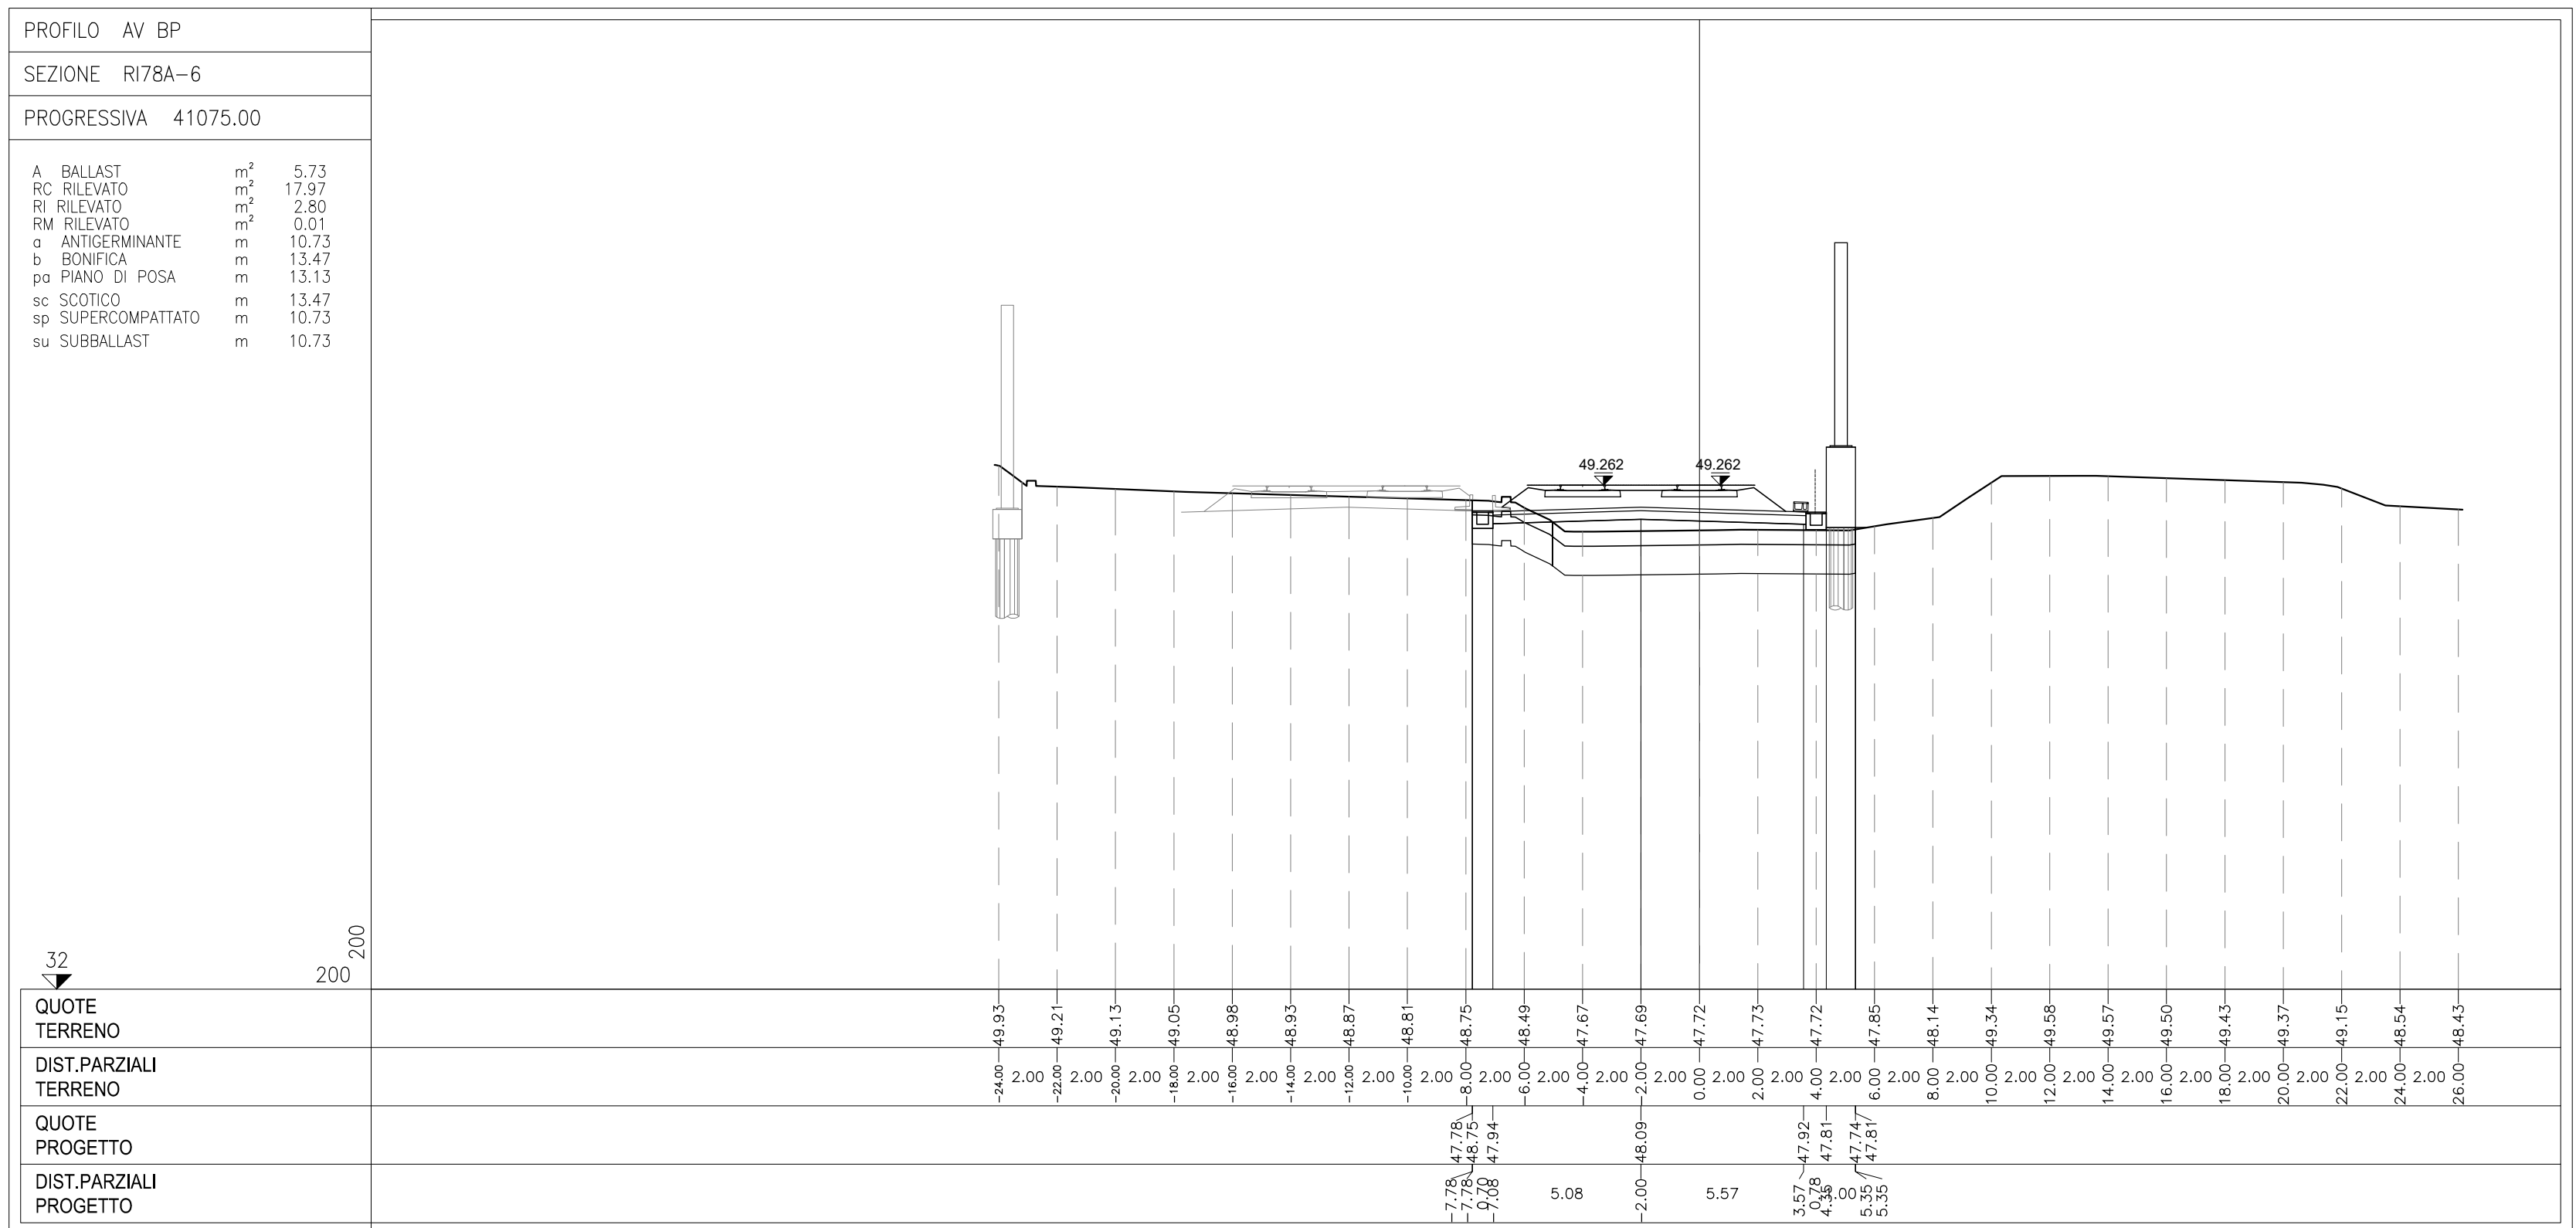 PROFILO AV BP
SEZIONE RI78A-6
PROGRESSIVA 41075.00
A BALLAST m² 5.73
RC RILEVATO m² 17.97
RI RILEVATO m² 2.80
RM RILEVATO m² 0.01
a ANTIGERMINANTE m 10.73
b BONIFICA m 13.47
pa PIANO DI POSA m 13.13
sc SCOTICO m 13.47
sp SUPERCOMPATTATO m 10.73
su SUBBALLAST m 10.73
49.262 49.262
32
200
200
QUOTE
TERRENO
49.93 49.21 49.13 49.05 48.98 48.93 48.87 48.81 48.75 48.49 47.67 47.69 47.72 47.73 47.72 47.85 48.14 49.34 49.58 49.57 49.50 49.43 49.37 49.15 48.54 48.43
DIST.PARZIALI
TERRENO
-24.00 2.00 -22.00 2.00 -20.00 2.00 -18.00 2.00 -16.00 2.00 -14.00 2.00 -12.00 2.00 -10.00 2.00 -8.00 2.00 -6.00 2.00 -4.00 2.00 -2.00 2.00 0.00 2.00 2.00 2.00 4.00 2.00 6.00 2.00 8.00 2.00 10.00 2.00 12.00 2.00 14.00 2.00 16.00 2.00 18.00 2.00 20.00 2.00 22.00 2.00 24.00 2.00 26.00
QUOTE
PROGETTO
47.78 48.75 47.94 48.09 47.92 47.81 47.74 47.81
DIST.PARZIALI
PROGETTO
-7.78 -7.78 0.70 -7.08 5.08 -2.00 5.57 3.57 0.78 4.35 1.00 5.35 5.35